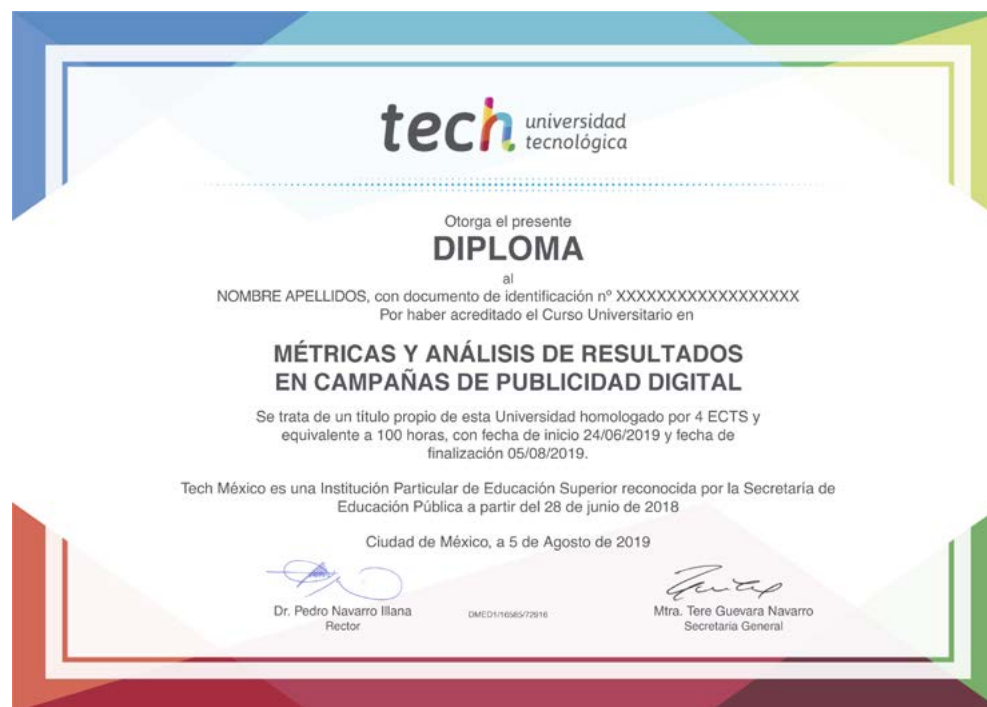 tech universidad
tecnológica
Otorga el presente
DIPLOMA
al
NOMBRE APELLIDOS, con documento de identificación nº XXXXXXXXXXXXXXXXXX
Por haber acreditado el Curso Universitario en
MÉTRICAS Y ANÁLISIS DE RESULTADOS
EN CAMPAÑAS DE PUBLICIDAD DIGITAL
Se trata de un título propio de esta Universidad homologado por 4 ECTS y
equivalente a 100 horas, con fecha de inicio 24/06/2019 y fecha de
finalización 05/08/2019.
Tech México es una Institución Particular de Educación Superior reconocida por la Secretaría de
Educación Pública a partir del 28 de junio de 2018
Ciudad de México, a 5 de Agosto de 2019
Dr. Pedro Navarro Illana
Rector
DMED1/16585/72916
Mtra. Tere Guevara Navarro
Secretaria General